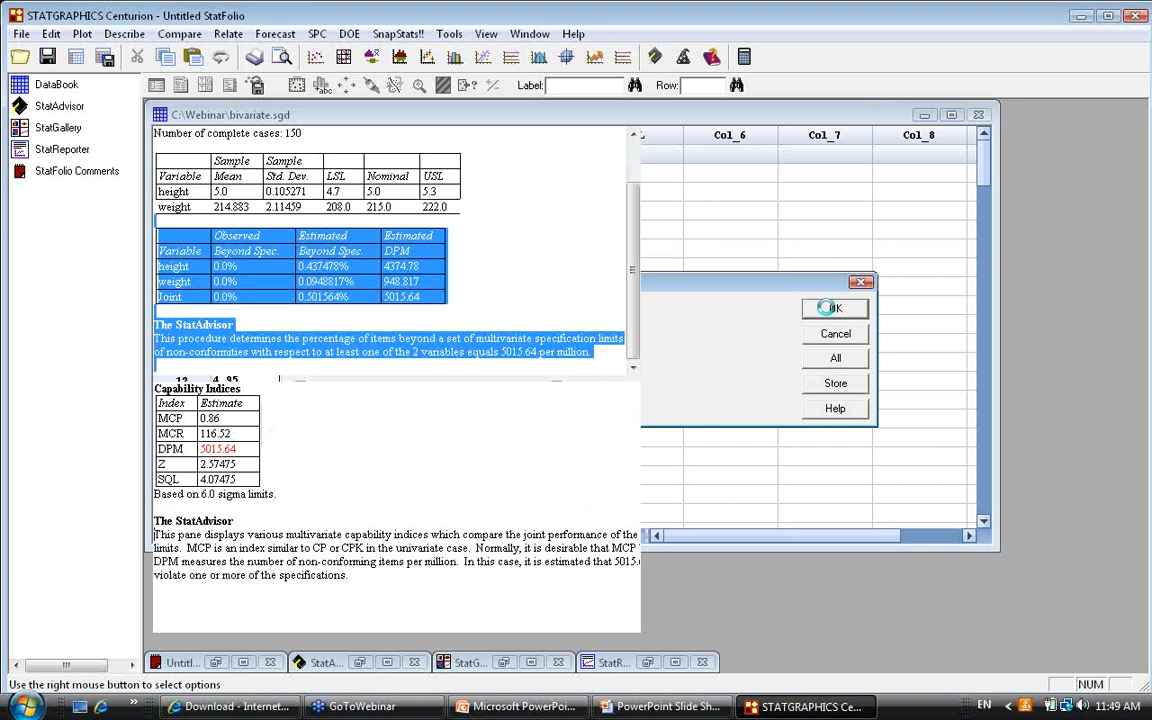 STATGRAPHICS Centurion - Untitled StatFolio
File Edit Plot Describe Compare Relate Forecast SPC DOE SnapStats!! Tools View Window Help
Label: Row:
DataBook
StatAdvisor
StatGallery
StatReporter
StatFolio Comments
C:\Webinar\bivariate.sgd
Number of complete cases: 150
Col_6 Col_7 Col_8
Sample Sample
Variable Mean Std. Dev. LSL Nominal USL
height 5.0 0.105271 4.7 5.0 5.3
weight 214.883 2.11459 208.0 215.0 222.0
Observed Estimated Estimated
Variable Beyond Spec. Beyond Spec. DPM
height 0.0% 0.437478% 4374.78
weight 0.0% 0.0948817% 948.817
Joint 0.0% 0.501564% 5015.64
The StatAdvisor
This procedure determines the percentage of items beyond a set of multivariate specification limits
of non-conformities with respect to at least one of the 2 variables equals 5015.64 per million.
OK
Cancel
All
Store
Help
12 4.95
Capability Indices
Index Estimate
MCP 0.86
MCR 116.52
DPM 5015.64
Z 2.57475
SQL 4.07475
Based on 6.0 sigma limits.
The StatAdvisor
This pane displays various multivariate capability indices which compare the joint performance of the
limits. MCP is an index similar to CP or CPK in the univariate case. Normally, it is desirable that MCP
DPM measures the number of non-conforming items per million. In this case, it is estimated that 5015.
violate one or more of the specifications.
Untitl... StatA... StatG... StatR...
Use the right mouse button to select options
NUM
Download - Internet... GoToWebinar Microsoft PowerPoi... PowerPoint Slide Sh... STATGRAPHICS Ce... EN 11:49 AM